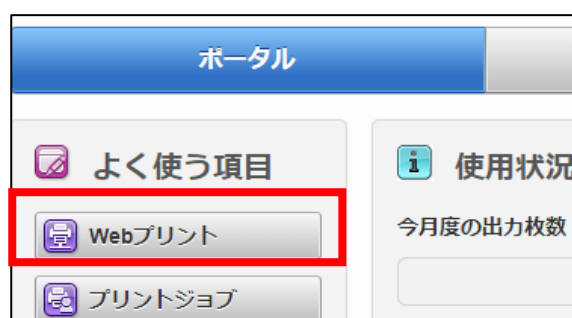 ポータル
よく使う項目
Webプリント
プリントジョブ
使用状況
今月度の出力枚数